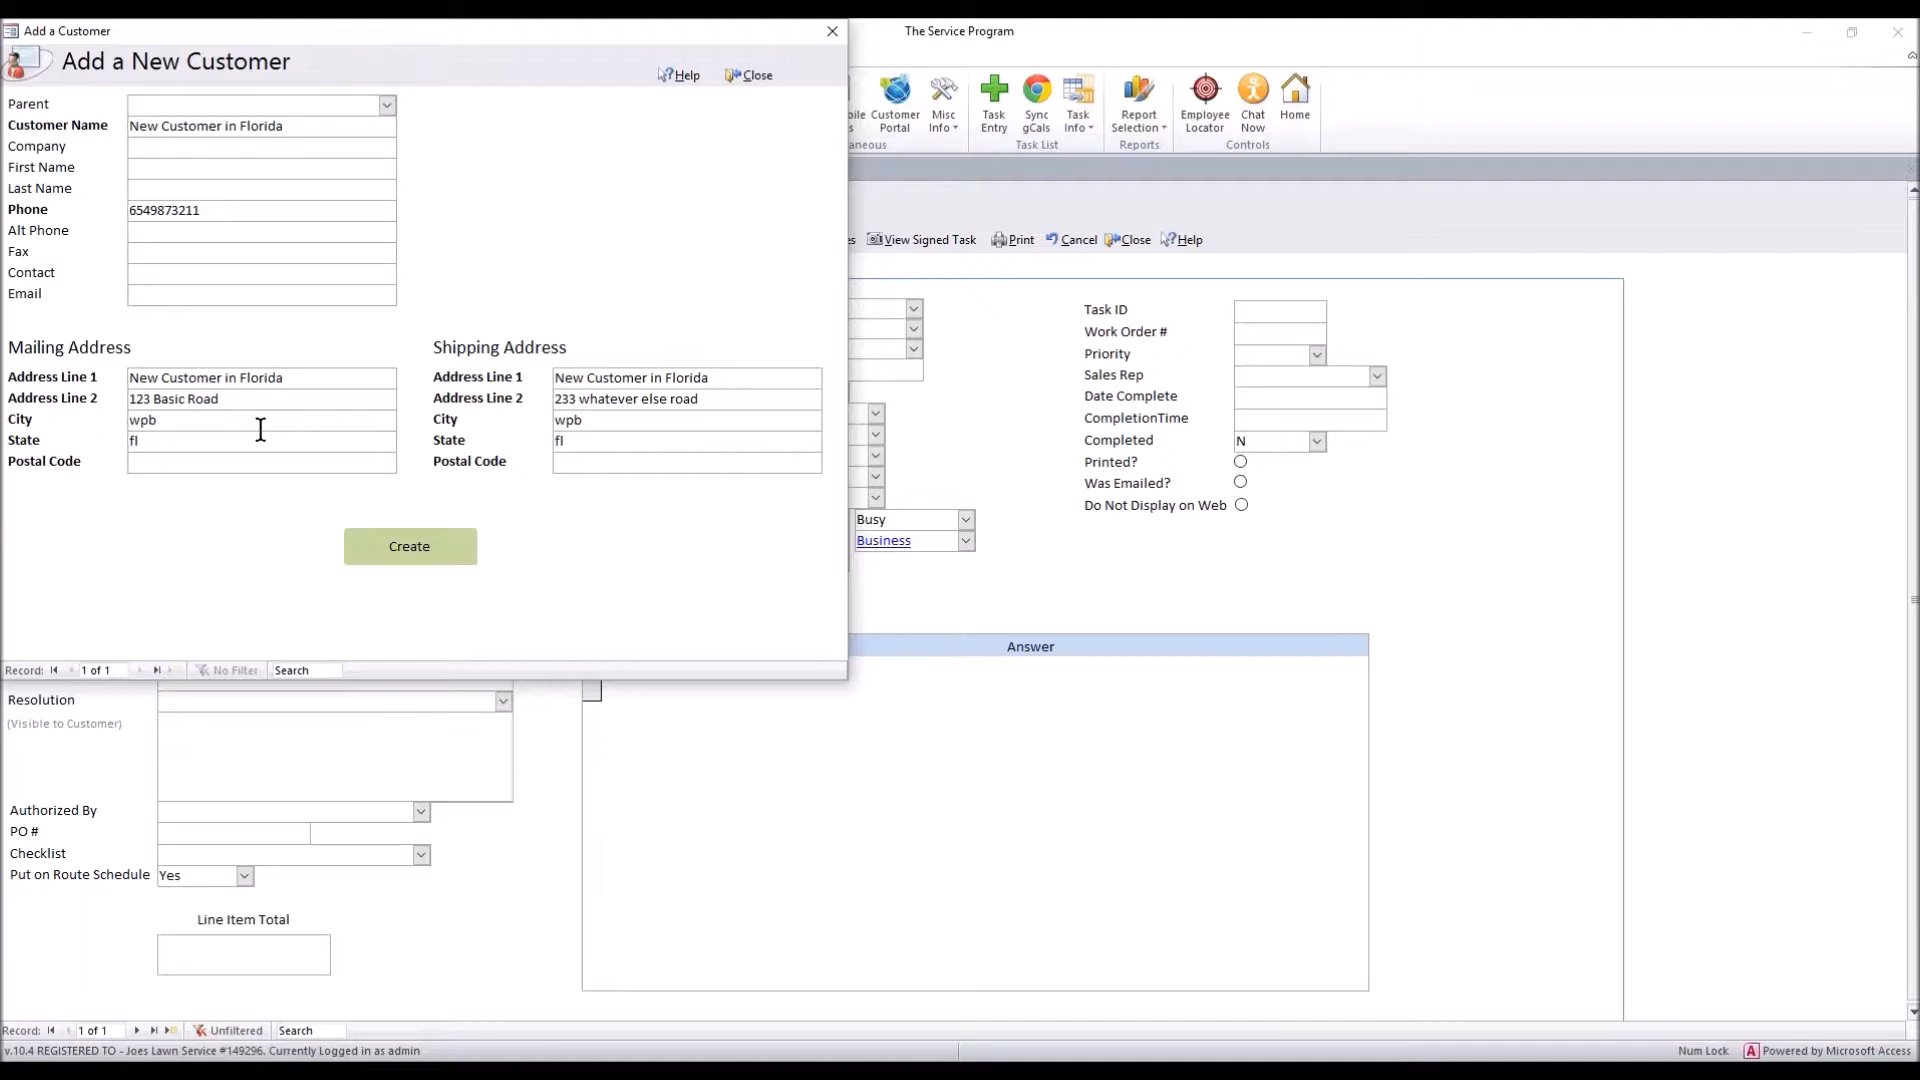 Add a Customer
The Service Program
Add a New Customer
Help
Close
Parent
Customer Name New Customer in Florida
Company
First Name
Last Name
Phone 6549873211
Alt Phone
Fax
Contact
Email
Mailing Address
Shipping Address
Address Line 1 New Customer in Florida
Address Line 1 New Customer in Florida
Address Line 2 123 Basic Road
Address Line 2 233 whatever else road
City wpb
City wpb
State fl
State fl
Postal Code
Postal Code
Create
Record: 1 of 1 No Filter Search
Customer Portal
Misc Info
Task Entry
Sync gCals
Task Info
Report Selection
Employee Locator
Chat Now
Home
aneous
Task List
Reports
Controls
View Signed Task
Print
Cancel
Close
Help
Task ID
Work Order #
Priority
Sales Rep
Date Complete
CompletionTime
Completed N
Printed?
Was Emailed?
Do Not Display on Web
Busy
Business
Answer
Resolution
(Visible to Customer)
Authorized By
PO #
Checklist
Put on Route Schedule Yes
Line Item Total
Record: 1 of 1 Unfiltered Search
v.10.4 REGISTERED TO - Joes Lawn Service #149296. Currently Logged in as admin
Num Lock
Powered by Microsoft Access